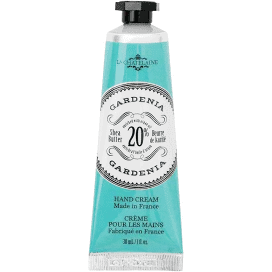 LA CHATELAINE
GARDENIA
Shea Butter
20%
Beurre de Karité
GARDENIA
HAND CREAM
Made in France
CRÈME
POUR LES MAINS
Fabriqué en France
30 mL/1 fl oz.